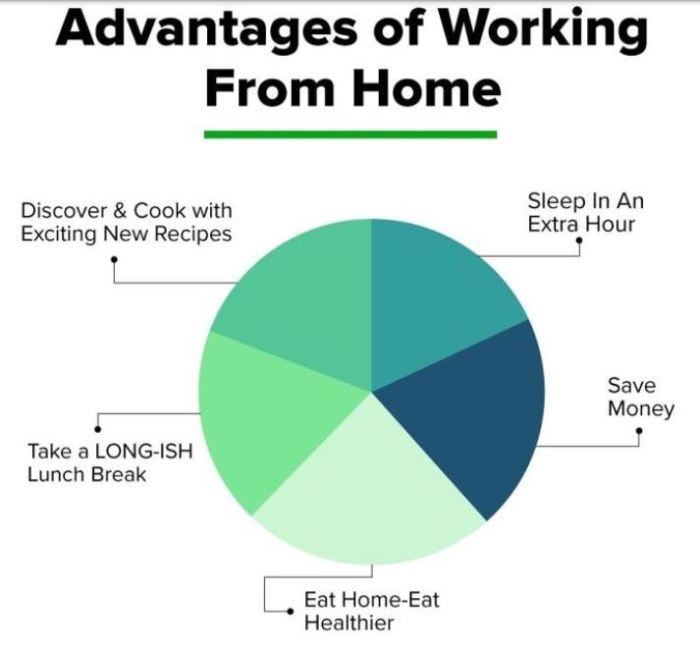 Advantages of Working
From Home
Discover & Cook with
Exciting New Recipes
Sleep In An
Extra Hour
Save
Money
Take a LONG-ISH
Lunch Break
Eat Home-Eat
Healthier